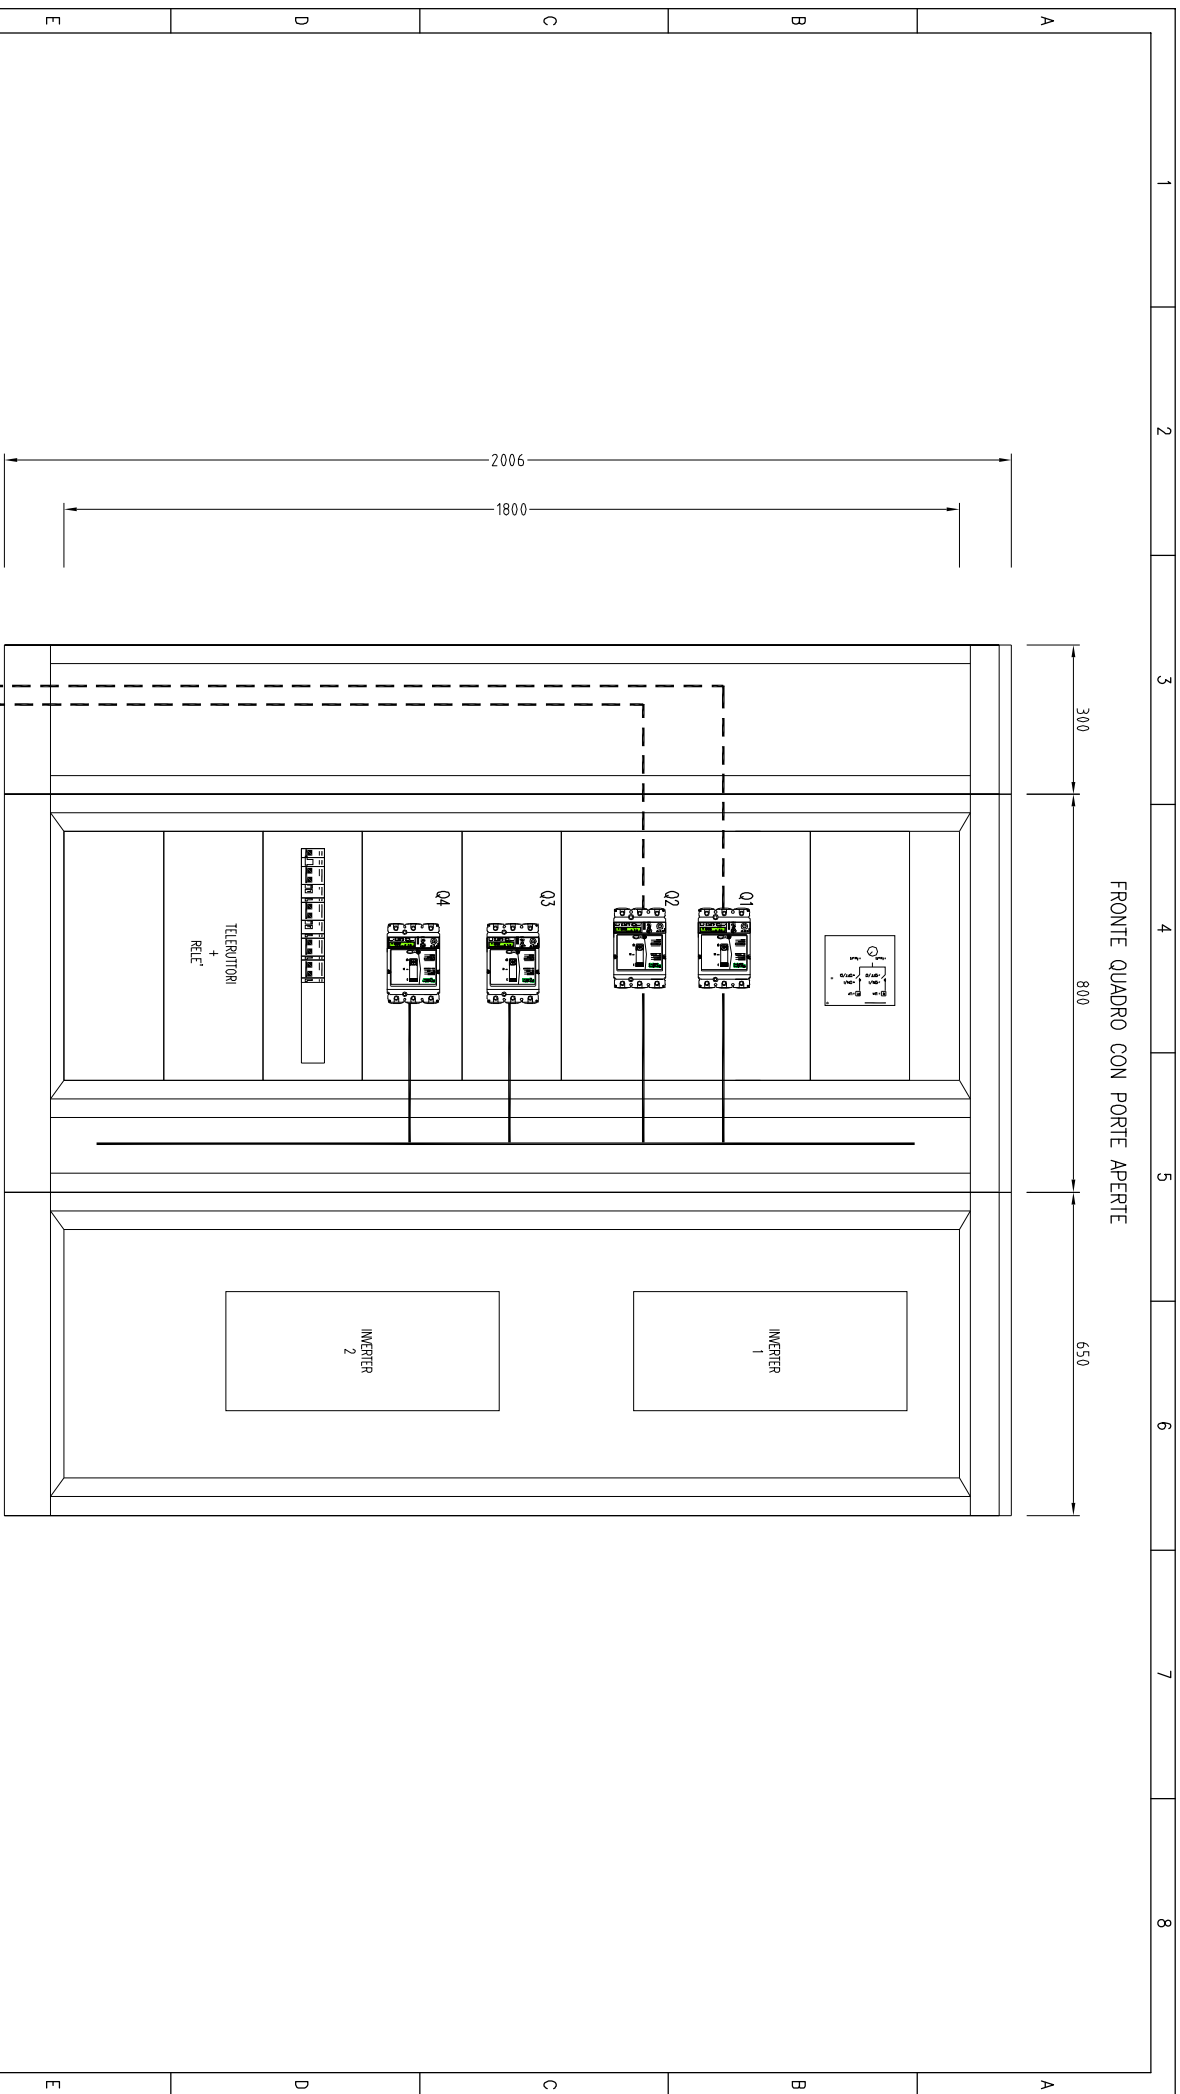 1 2 3 4 5 6 7 8
A A
B B
C C
D D
E E
FRONTE QUADRO CON PORTE APERTE
300 800 650
2006
1800
Q1
Q2
Q3
Q4
TELERUTTORI
+
RELE'
INVERTER
1
INVERTER
2